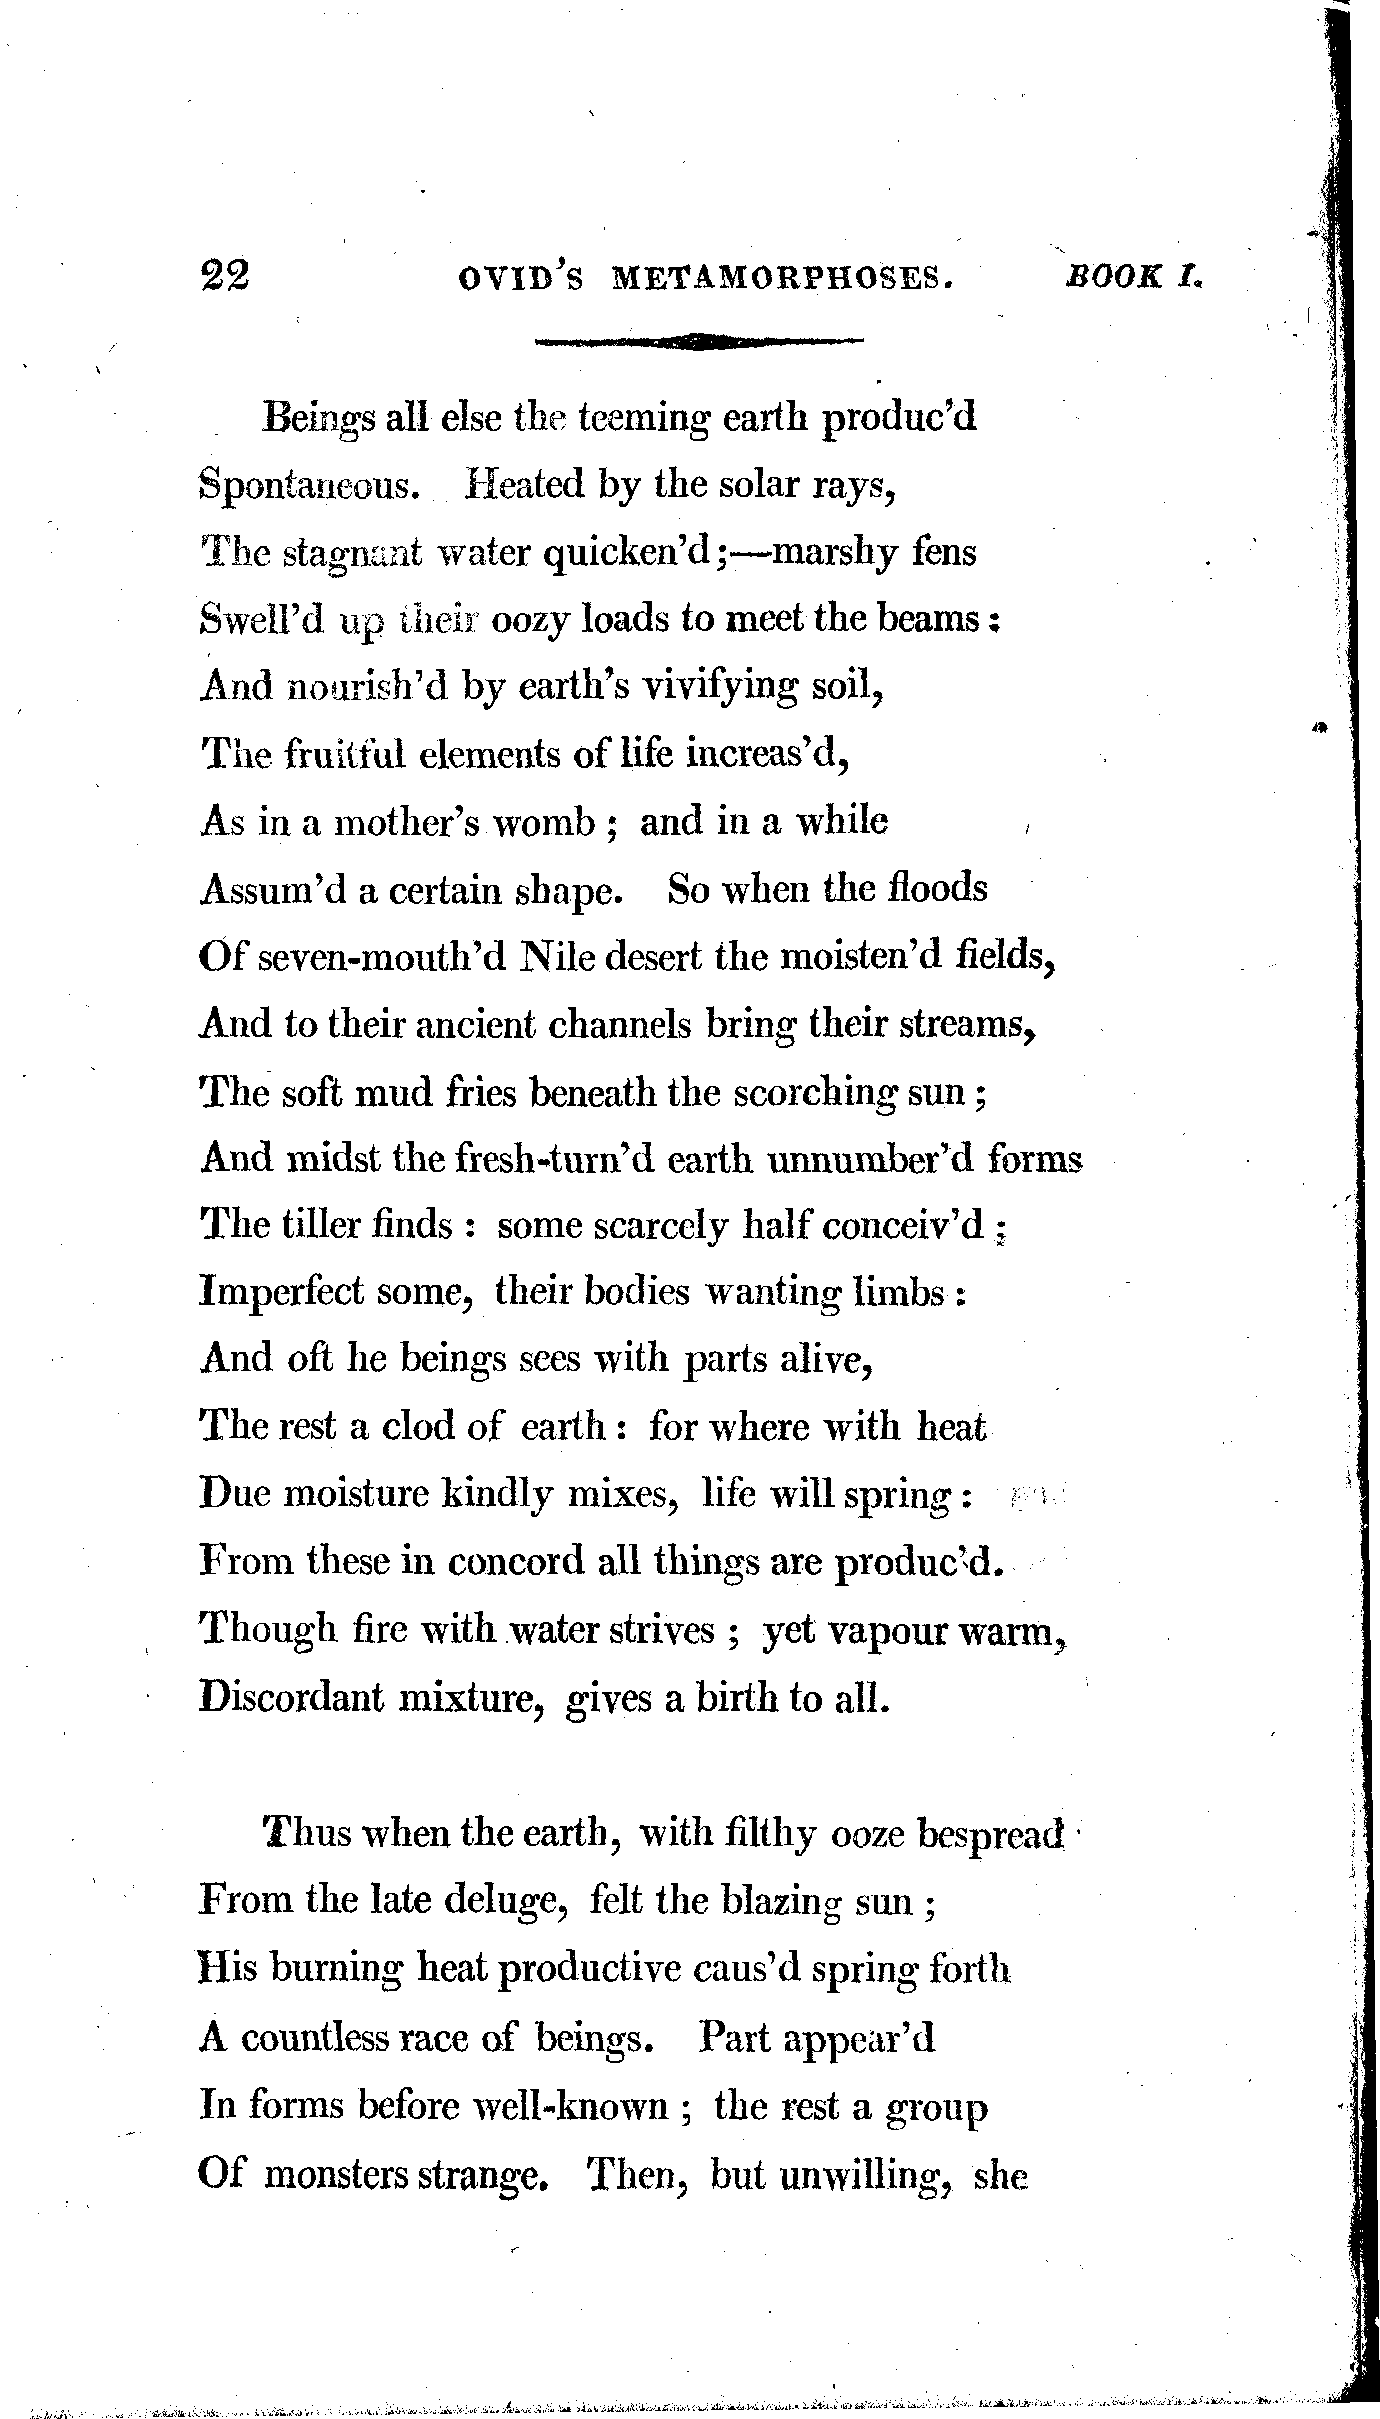 22 OVID'S METAMORPHOSES. BOOK I.
Beings all else the teeming earth produc'd
Spontaneous. Heated by the solar rays,
The stagnant water quicken'd;—marshy fens
Swell'd up their oozy loads to meet the beams:
And nourish'd by earth's vivifying soil,
The fruitful elements of life increas'd,
As in a mother's womb; and in a while
Assum'd a certain shape. So when the floods
Of seven-mouth'd Nile desert the moisten'd fields,
And to their ancient channels bring their streams,
The soft mud fries beneath the scorching sun;
And midst the fresh-turn'd earth unnumber'd forms
The tiller finds: some scarcely half conceiv'd;
Imperfect some, their bodies wanting limbs:
And oft he beings sees with parts alive,
The rest a clod of earth: for where with heat
Due moisture kindly mixes, life will spring:
From these in concord all things are produc'd.
Though fire with water strives; yet vapour warm,
Discordant mixture, gives a birth to all.
Thus when the earth, with filthy ooze bespread
From the late deluge, felt the blazing sun;
His burning heat productive caus'd spring forth
A countless race of beings. Part appear'd
In forms before well-known; the rest a group
Of monsters strange. Then, but unwilling, she